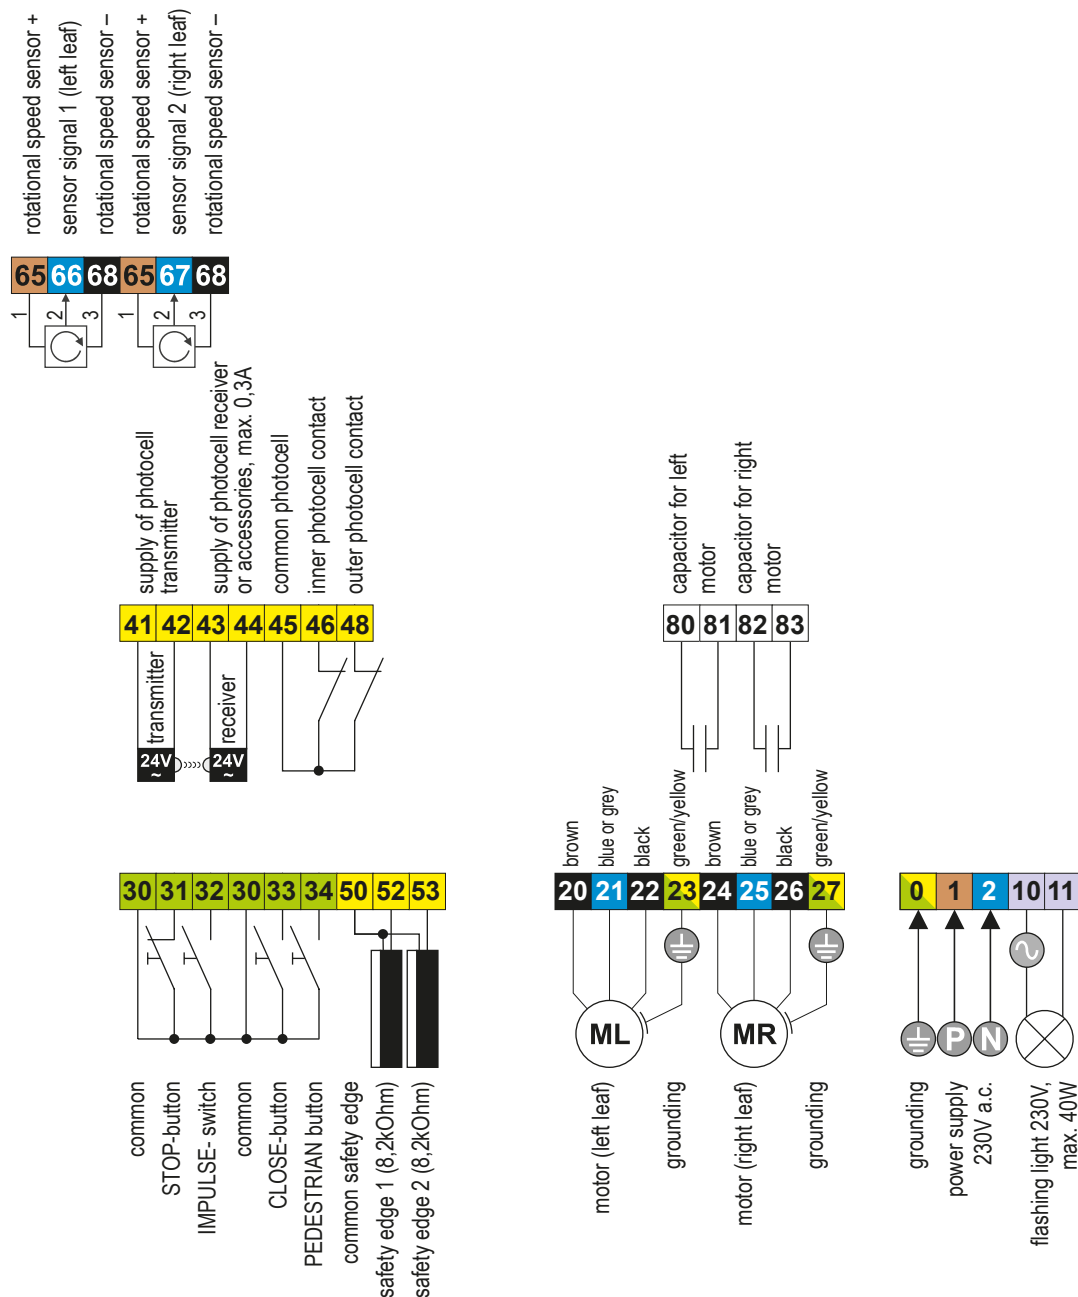 rotational speed sensor +
sensor signal 1 (left leaf)
rotational speed sensor –
rotational speed sensor +
sensor signal 2 (right leaf)
rotational speed sensor –
65 66 68 65 67 68
1 2 3 1 2 3
supply of photocell
transmitter
supply of photocell receiver
or accessories, max. 0,3A
common photocell
inner photocell contact
outer photocell contact
41 42 43 44 45 46 48
transmitter
receiver
24V
~
24V
~
capacitor for left
motor
capacitor for right
motor
80 81 82 83
30 31 32 30 33 34 50 52 53
common
STOP-button
IMPULSE- switch
common
CLOSE-button
PEDESTRIAN button
common safety edge
safety edge 1 (8,2kOhm)
safety edge 2 (8,2kOhm)
brown
blue or grey
black
green/yellow
brown
blue or grey
black
green/yellow
20 21 22 23 24 25 26 27
ML
MR
motor (left leaf)
grounding
motor (right leaf)
grounding
0 1 2 10 11
P N
grounding
power supply
230V a.c.
flashing light 230V,
max. 40W